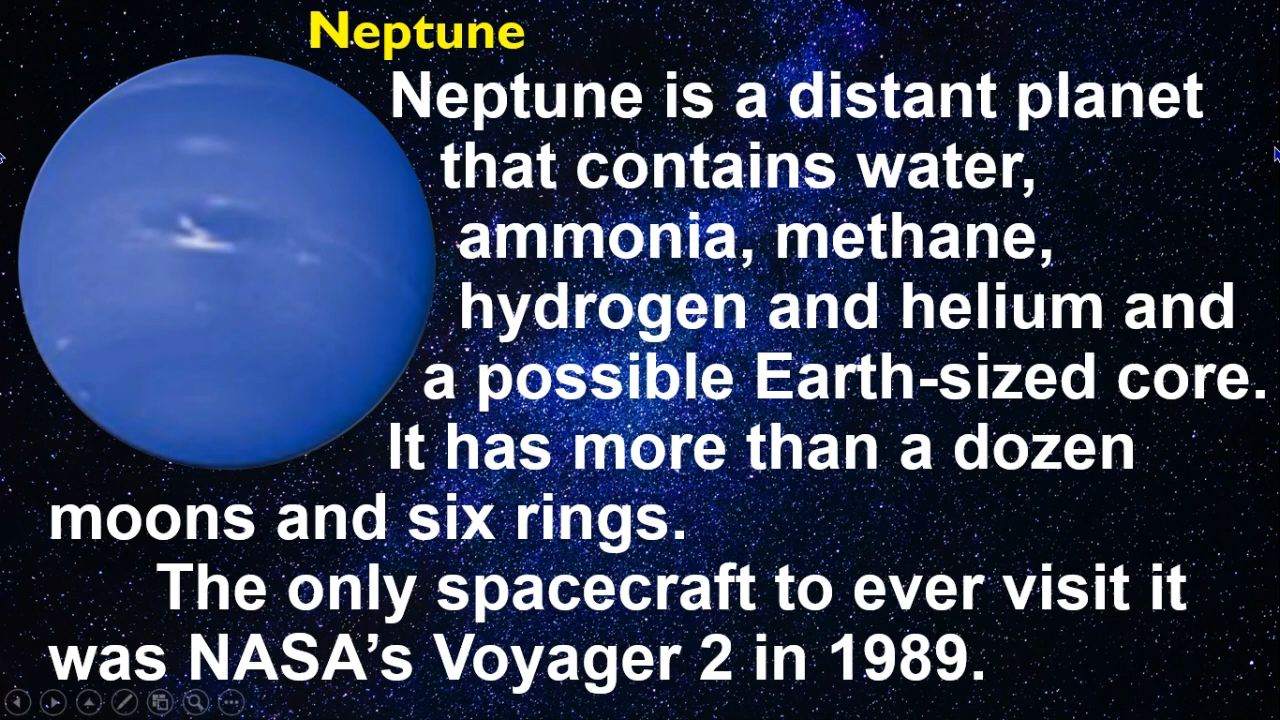 Neptune
Neptune is a distant planet
that contains water,
ammonia, methane,
hydrogen and helium and
a possible Earth-sized core.
It has more than a dozen
moons and six rings.
The only spacecraft to ever visit it
was NASA’s Voyager 2 in 1989.